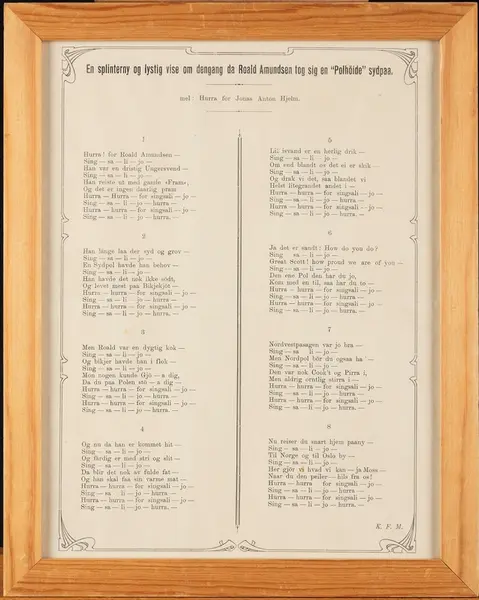 En splinterny og lystig vise om dengang da Roald Amundsen tog sig en "Polhöide" sydpaa.
mel: Hurra for Jonas Anton Hjelm.
1
Hurra! for Roald Amundsen —
Sing — sa — li — jo —
Han var en dristig Ungersvend —
Sing — sa — li — jo —
Han reiste ut med gamle »Fram«,
Og det er ingen daarlig pram
Hurra — Hurra — for singsali — jo —
Sing — sa — li — jo — hurra —
Hurra — hurra — for singsali — jo —
Sing — sa — li — jo — hurra.
2
Han hingo laa der syd og grov —
Sing — sa — li — jo —
En Sydpol havde han behov —
Sing — sa — li — jo —
Han havde det nok ikke
Og levet mest paa Bikjekjöt —
Hurra — hurra — for singsali — jo —
Sing — sa — li — jo — hurra —
Hurra — hurra — for singsali — jo —
Sing — sa — li — jo — hurra.
3
Men Roald var en dygtig kok —
Sing — sa — li — jo —
Og bikjer havde han i flok —
Sing — sa — li — jo —
Mon nogen kunde Gjö — a dig,
Da du paa Polen stö — a dig —
Hurra — hurra — for singsali — jo —
Sing — sa — li — jo — hurra —
Hurra — hurra — for singsali — jo —
Sing — sa — li — jo — hurra.
4
Og nu da han er kommet hit —
Sing — sa — li — jo —
Og færdig er med stri og slit —
Sing — sa — li — jo —
Da blir det nok av fulde fat —
Og han skal faa sin varme mat —
Hurra — hurra — for singsali — jo —
Sing — sa — li — jo — hurra —
Hurra — hurra — for singsali — jo —
Sing — sa — li — jo — hurra. —
5
Lil levand er en herlig drik —
Sing — sa — li — jo —
Om ved blandt os det ei er skik —
Sing — sa — li — jo —
Og drak vi det, saa blandet vi
Helst litegrandet andet i —
Hurra — hurra — for singsali — jo —
Sing — sa — li — jo — hurra —
Hurra — hurra — for singsali — jo —
Sing — sa — li — jo — hurra. —
6
Ja det er sandt! How do you do?
Sing — sa — li — jo —
Great Scott! how proud we are of you —
Sing — sa — li — jo —
Den ene Pol den har du jo,
Kom med en til, saa har du to —
Hurra — hurra — for singsali — jo —
Sing — sa — li — jo — hurra —
Hurra — hurra — for singsali — jo —
Sing — sa — li — jo — hurra.
7
Nordvestpasagen var jo bra —
Sing — sa — li — jo —
Men Nordpol bör du ogsaa ha
Sing — sa — li — jo —
Den var nok Cook's og Pirra i,
Men aldrig orntlig stirra i —
Hurra — hurra — for singsali — jo —
Sing — sa — li — jo — hurra —
Hurra — hurra — for singsali — jo —
Sing — sa — li — jo — hurra.
8
Nu reiser du snart hjem paany —
Sing — sa — li — jo —
Til Norge og til Oslo by —
Sing — sa — li — jo —
Her gjör vi hvad vi kan — ja Moss —
Naar du den peiler — hils fra os!
Hurra — hurra — for singsali — jo —
Sing — sa — li — jo — hurra —
Hurra — hurra — for singsali — jo —
Sing — sa — li — jo — hurra. —
K. F. M.